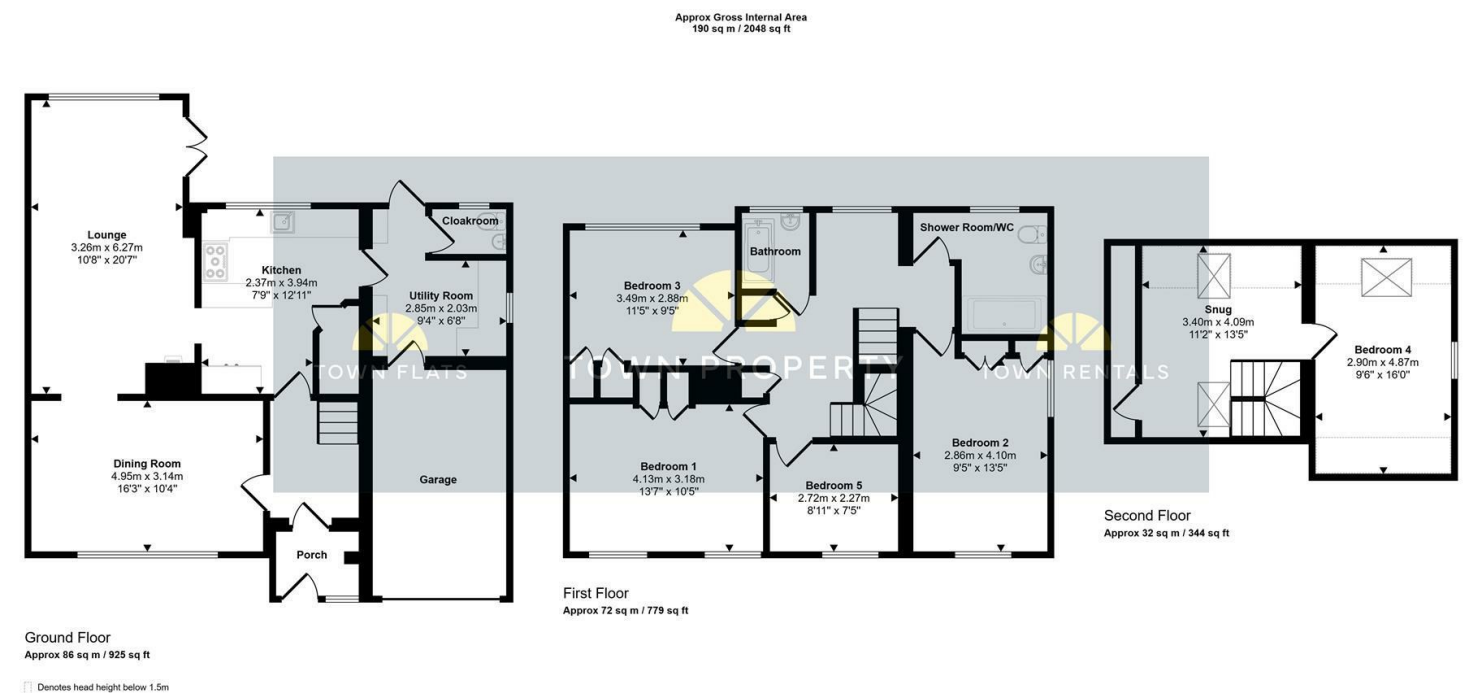 Approx Gross Internal Area
190 sq m / 2048 sq ft
Lounge
3.26m x 6.27m
10'8" x 20'7"
Kitchen
2.37m x 3.94m
7'9" x 12'11"
Cloakroom
Utility Room
2.85m x 2.03m
9'4" x 6'8"
Dining Room
4.95m x 3.14m
16'3" x 10'4"
Garage
Porch
Ground Floor
Approx 86 sq m / 925 sq ft
Denotes head height below 1.5m
Bathroom
Shower Room/WC
Bedroom 3
3.49m x 2.88m
11'5" x 9'5"
Bedroom 1
4.13m x 3.18m
13'7" x 10'5"
Bedroom 5
2.72m x 2.27m
8'11" x 7'5"
Bedroom 2
2.86m x 4.10m
9'5" x 13'5"
First Floor
Approx 72 sq m / 779 sq ft
Snug
3.40m x 4.09m
11'2" x 13'5"
Bedroom 4
2.90m x 4.87m
9'6" x 16'0"
Second Floor
Approx 32 sq m / 344 sq ft
TOWN FLATS
TOWN PROPERTY
TOWN RENTALS